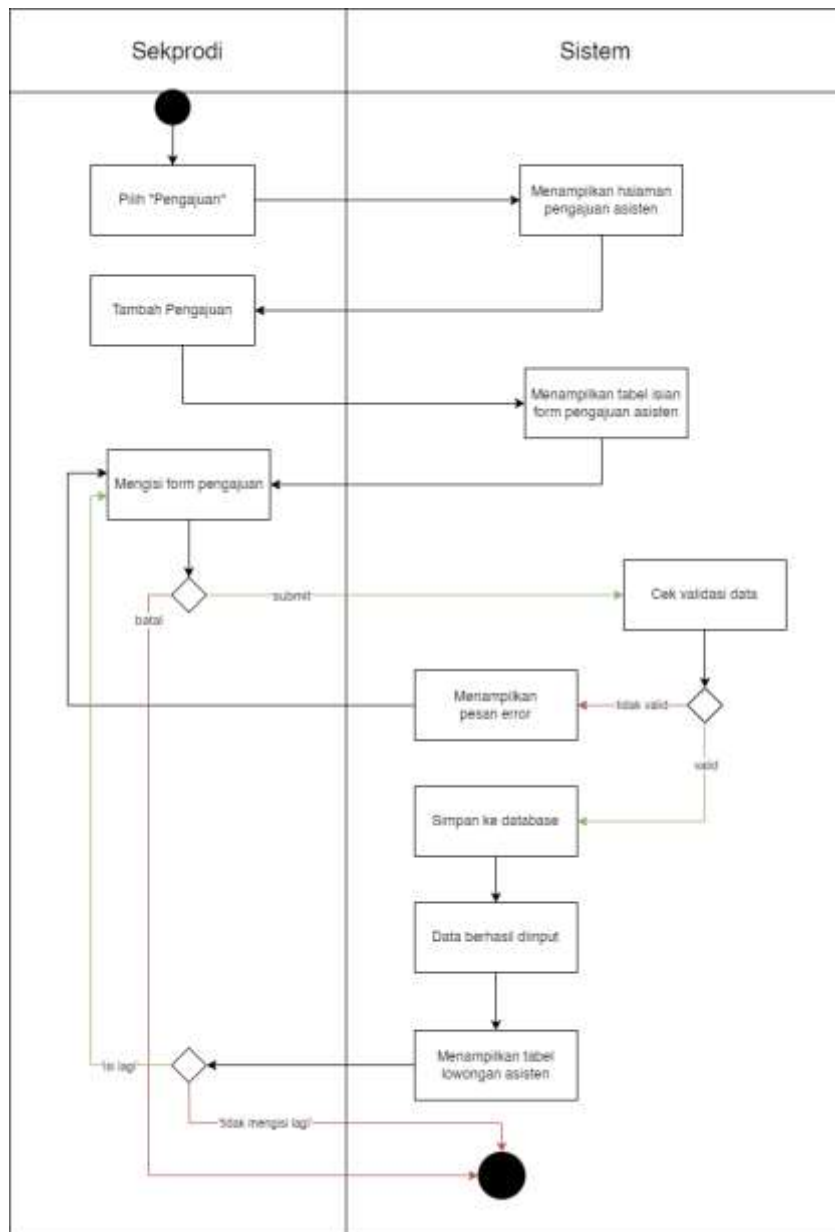 Sekprodi
Sistem
Pilih "Pengajuan"
Menampilkan halaman
pengajuan asisten
Tambah Pengajuan
Menampilkan tabel isian
form pengajuan asisten
Mengisi form pengajuan
Cek validasi data
submit
batal
Menampilkan
pesan error
tidak valid
valid
Simpan ke database
Data berhasil diinput
Menampilkan tabel
lowongan asisten
'isi lagi'
'tidak mengisi lagi'